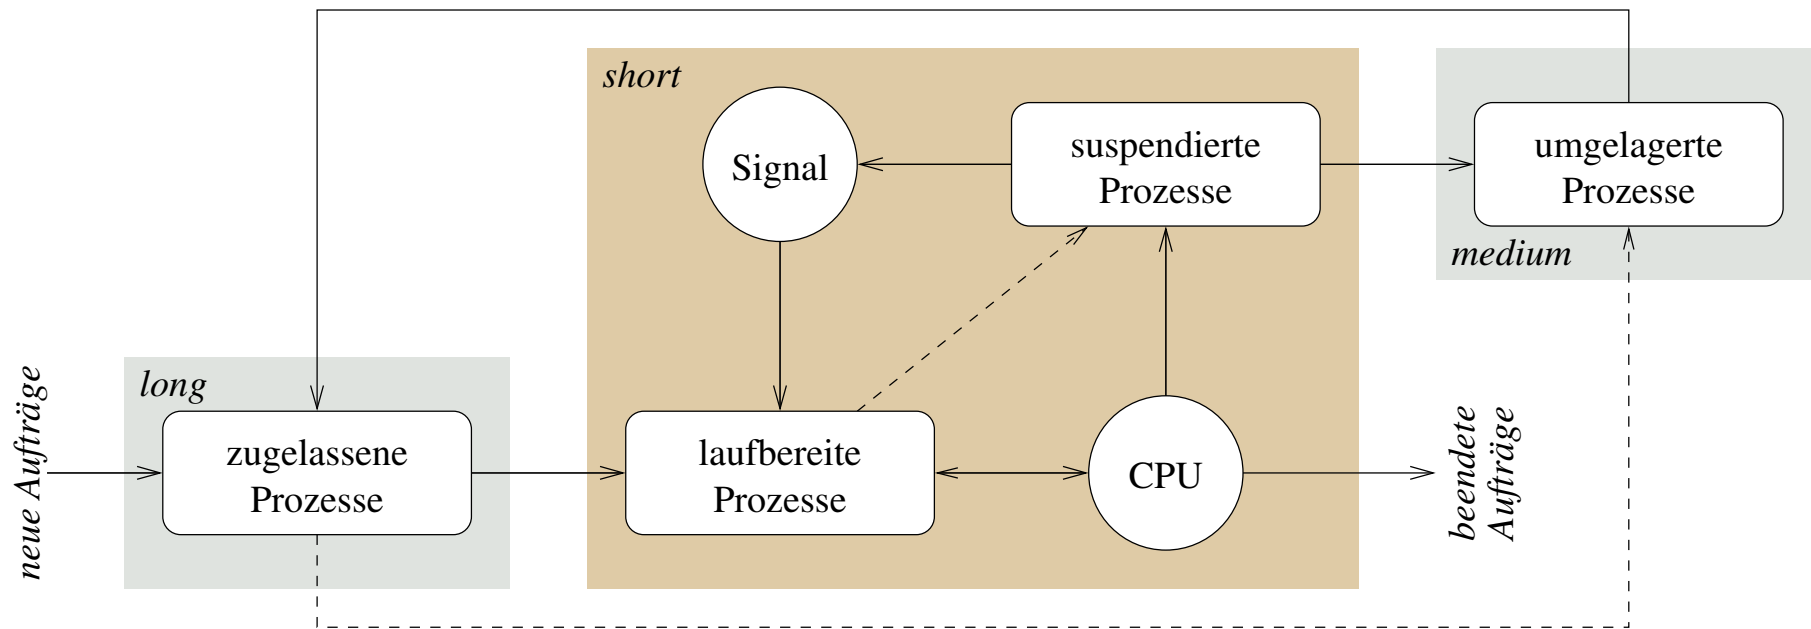 short
Signal
suspendierte
Prozesse
umgelagerte
Prozesse
medium
neue Aufträge
long
zugelassene
Prozesse
laufbereite
Prozesse
CPU
beendete
Aufträge